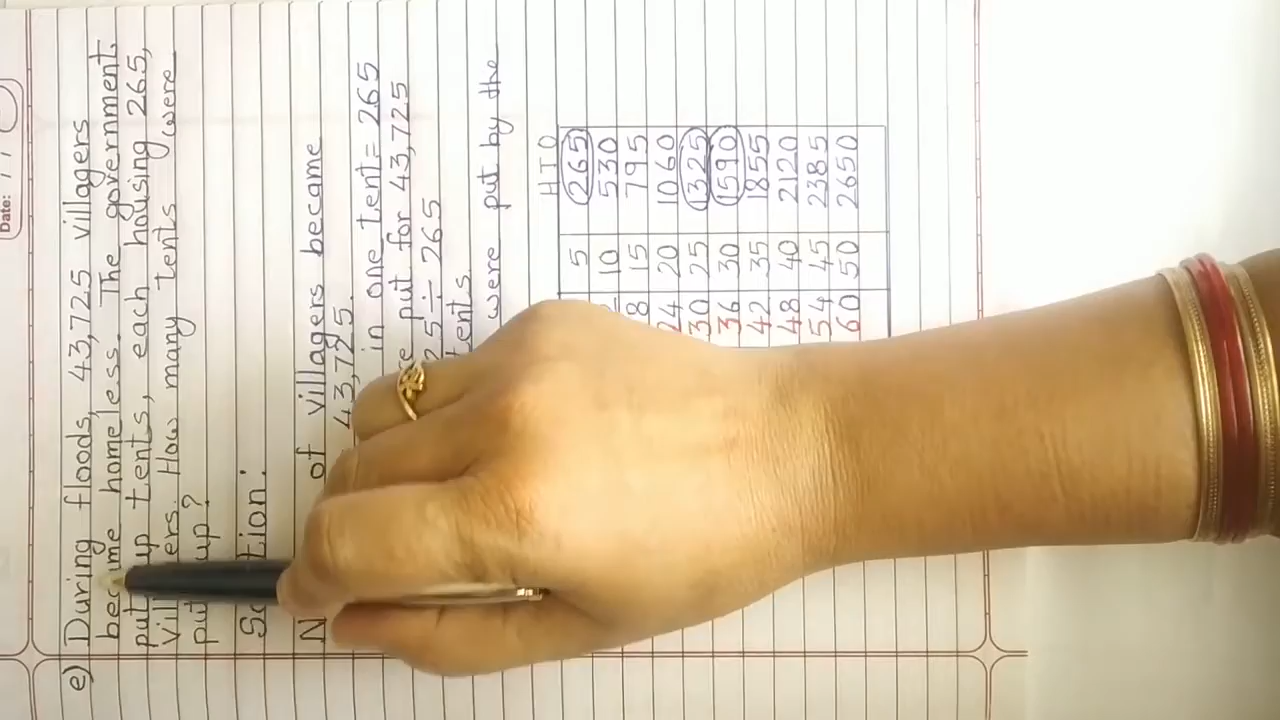 Date: 11
e) During floods, 43,725 villagers
became homeless. The government
put up tents, each housing 265,
villers. How many tents were
put up?
Solution:
of villagers became
43,725.
in one tent = 265
put for 43,725
25 ÷ 265
tents.
were put by the
H T O
5 265
10 530
8 15 795
24 20 1060
30 25 1325
36 30 1590
42 35 1855
48 40 2120
54 45 2385
60 50 2650